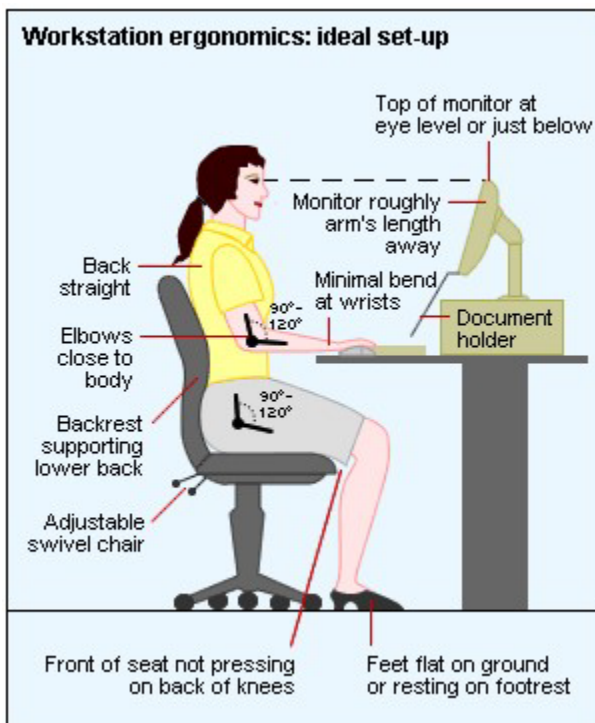 Workstation ergonomics: ideal set-up
Top of monitor at
eye level or just below
Monitor roughly
arm's length
away
Back
straight
Minimal bend
at wrists
90°-
120°
Document
holder
Elbows
close to
body
90°-
120°
Backrest
supporting
lower back
Adjustable
swivel chair
Front of seat not pressing
on back of knees
Feet flat on ground
or resting on footrest